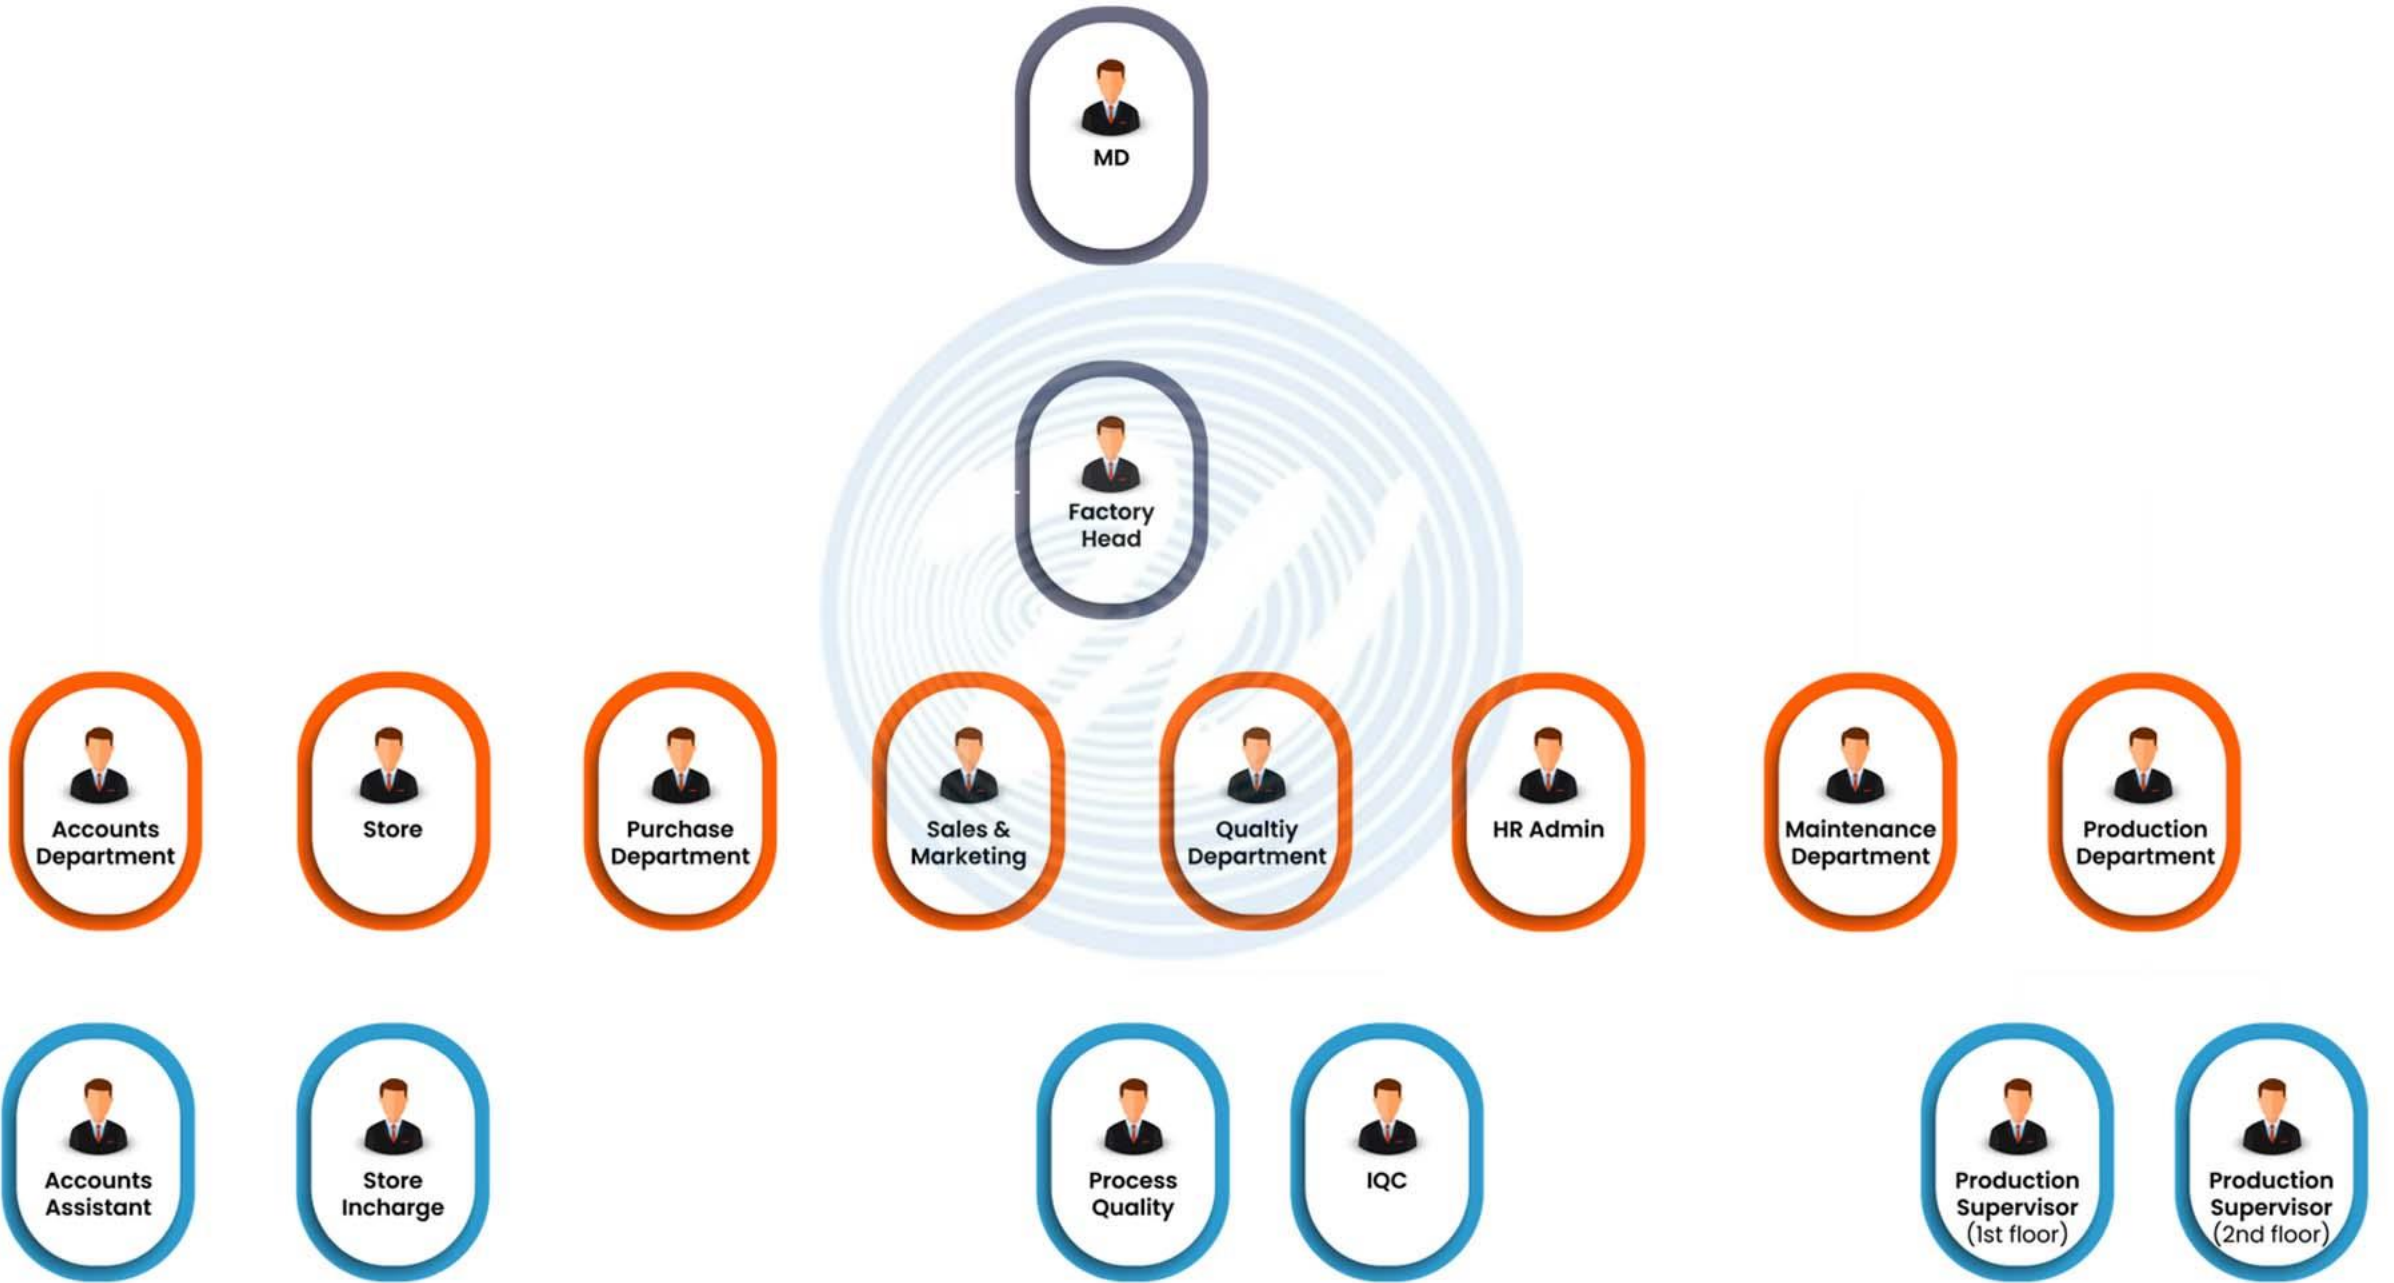 MD
Factory
Head
Accounts
Department
Store
Purchase
Department
Sales &
Marketing
Qualtiy
Department
HR Admin
Maintenance
Department
Production
Department
Accounts
Assistant
Store
Incharge
Process
Quality
IQC
Production
Supervisor
(1st floor)
Production
Supervisor
(2nd floor)